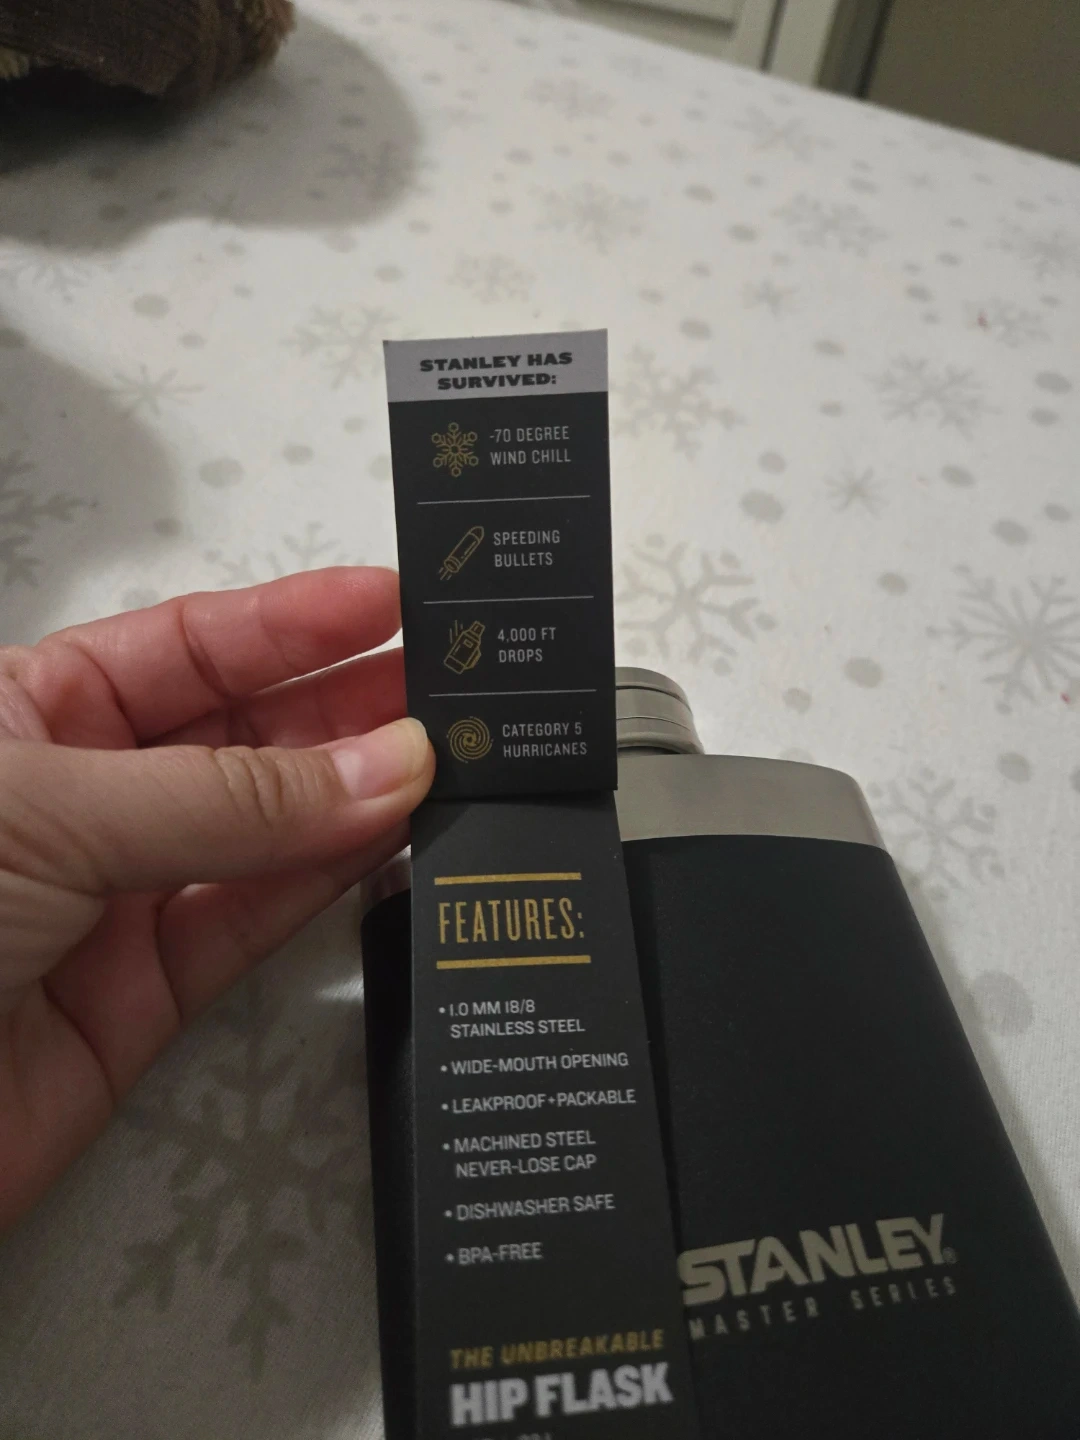 STANLEY HAS
SURVIVED:
-70 DEGREE
WIND CHILL
SPEEDING
BULLETS
4,000 FT
DROPS
CATEGORY 5
HURRICANES
FEATURES:
• 1.0 MM 18/8
STAINLESS STEEL
• WIDE-MOUTH OPENING
• LEAKPROOF+PACKABLE
• MACHINED STEEL
NEVER-LOSE CAP
• DISHWASHER SAFE
• BPA-FREE
THE UNBREAKABLE
HIP FLASK
STANLEY®
MASTER SERIES